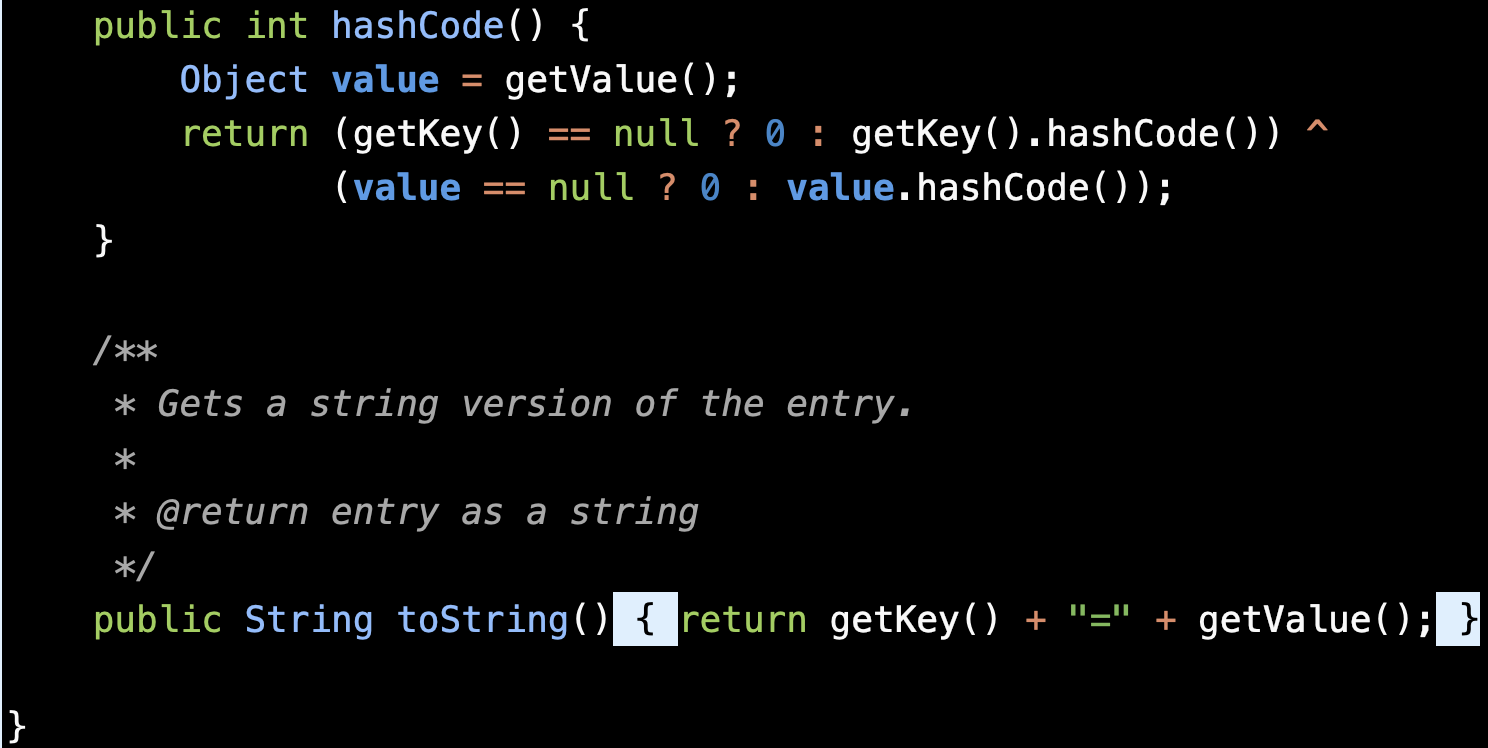 public int hashCode() {
Object value = getValue();
return (getKey() == null ? 0 : getKey().hashCode()) ^
(value == null ? 0 : value.hashCode());
}
/**
* Gets a string version of the entry.
*
* @return entry as a string
*/
public String toString() { return getKey() + "=" + getValue(); }
}